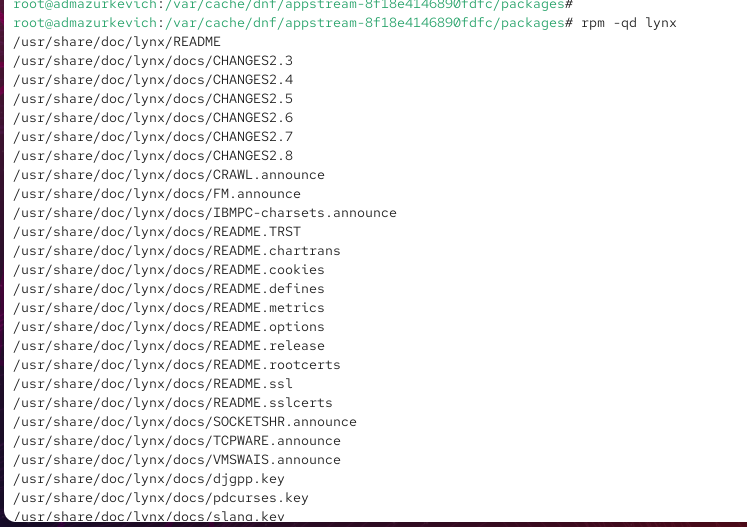 root@admazurkevich:/var/cache/dnf/appstream-8f18e4146890fdfc/packages#
root@admazurkevich:/var/cache/dnf/appstream-8f18e4146890fdfc/packages# rpm -qd lynx
/usr/share/doc/lynx/README
/usr/share/doc/lynx/docs/CHANGES2.3
/usr/share/doc/lynx/docs/CHANGES2.4
/usr/share/doc/lynx/docs/CHANGES2.5
/usr/share/doc/lynx/docs/CHANGES2.6
/usr/share/doc/lynx/docs/CHANGES2.7
/usr/share/doc/lynx/docs/CHANGES2.8
/usr/share/doc/lynx/docs/CRAWL.announce
/usr/share/doc/lynx/docs/FM.announce
/usr/share/doc/lynx/docs/IBMPC-charsets.announce
/usr/share/doc/lynx/docs/README.TRST
/usr/share/doc/lynx/docs/README.chartrans
/usr/share/doc/lynx/docs/README.cookies
/usr/share/doc/lynx/docs/README.defines
/usr/share/doc/lynx/docs/README.metrics
/usr/share/doc/lynx/docs/README.options
/usr/share/doc/lynx/docs/README.release
/usr/share/doc/lynx/docs/README.rootcerts
/usr/share/doc/lynx/docs/README.ssl
/usr/share/doc/lynx/docs/README.sslcerts
/usr/share/doc/lynx/docs/SOCKETSHR.announce
/usr/share/doc/lynx/docs/TCPWARE.announce
/usr/share/doc/lynx/docs/VMSWAIS.announce
/usr/share/doc/lynx/docs/djgpp.key
/usr/share/doc/lynx/docs/pdcurses.key
/usr/share/doc/lynx/docs/slang.key